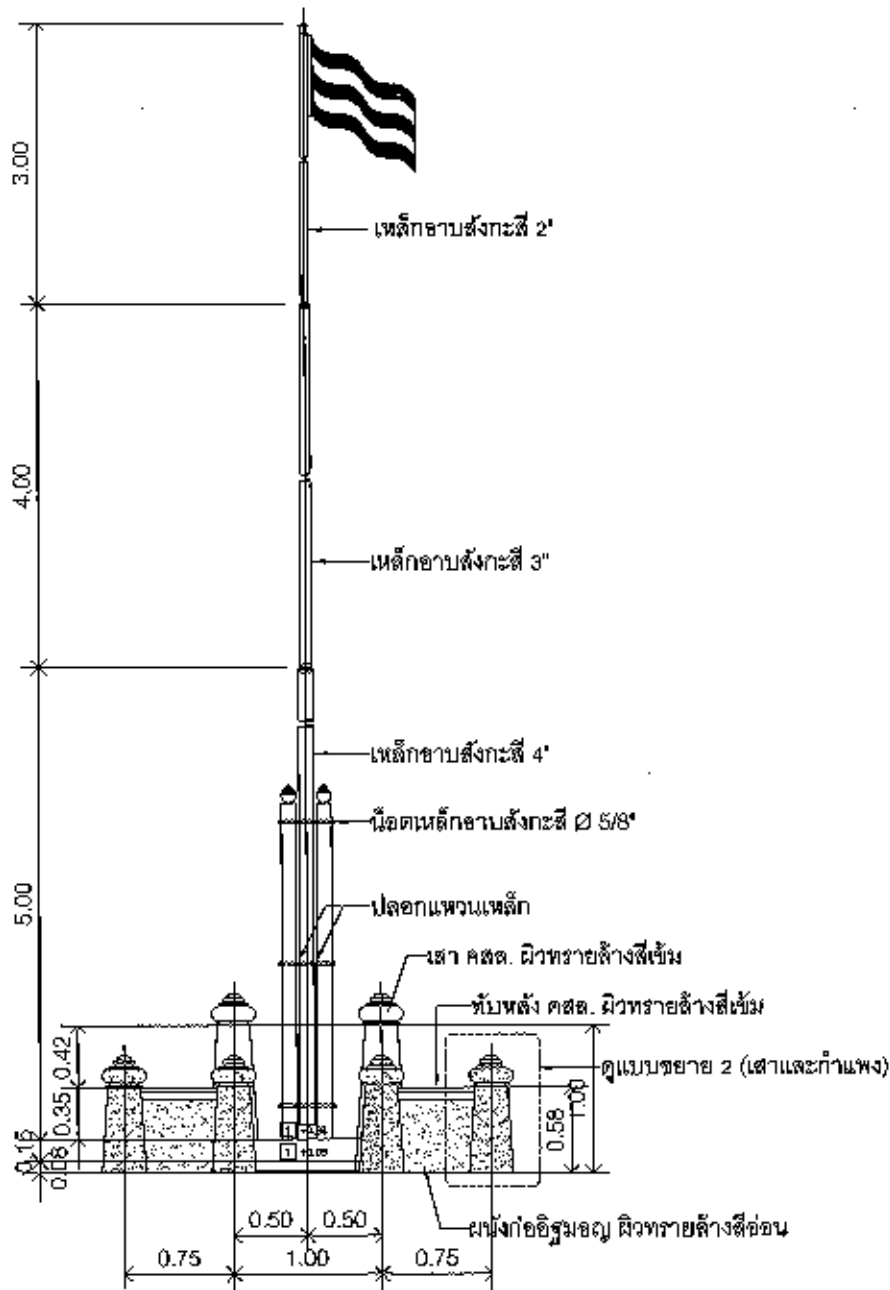 3.00
เหล็กอาบสังกะสี 2"
4.00
เหล็กอาบสังกะสี 3"
เหล็กอาบสังกะสี 4"
น๊อตเหล็กอาบสังกะสี Ø 5/8"
5.00
ปลอกแหวนเหล็ก
เสา คสล. ผิวทรายล้างสีเข้ม
ทับหลัง คสล. ผิวทรายล้างสีเข้ม
ดูแบบขยาย 2 (เสาและกำแพง)
0.42
0.35
0.15
0.08
0.58
1.00
1
1
ผนังก่ออิฐมอญ ผิวทรายล้างสีอ่อน
0.50 0.50
0.75 1.00 0.75